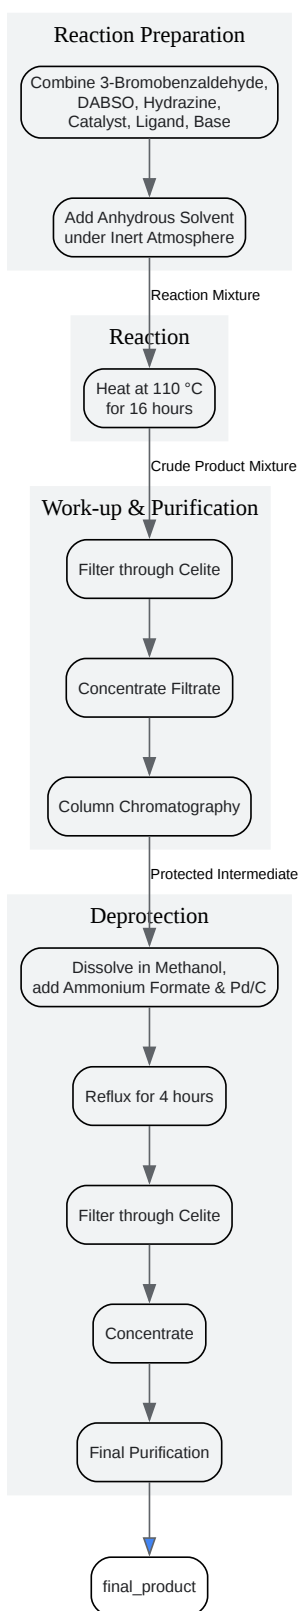 Reaction Preparation
Combine 3-Bromobenzaldehyde,
DABSO, Hydrazine,
Catalyst, Ligand, Base
Add Anhydrous Solvent
under Inert Atmosphere
Reaction Mixture
Reaction
Heat at 110 °C
for 16 hours
Crude Product Mixture
Work-up & Purification
Filter through Celite
Concentrate Filtrate
Column Chromatography
Protected Intermediate
Deprotection
Dissolve in Methanol,
add Ammonium Formate & Pd/C
Reflux for 4 hours
Filter through Celite
Concentrate
Final Purification
final_product